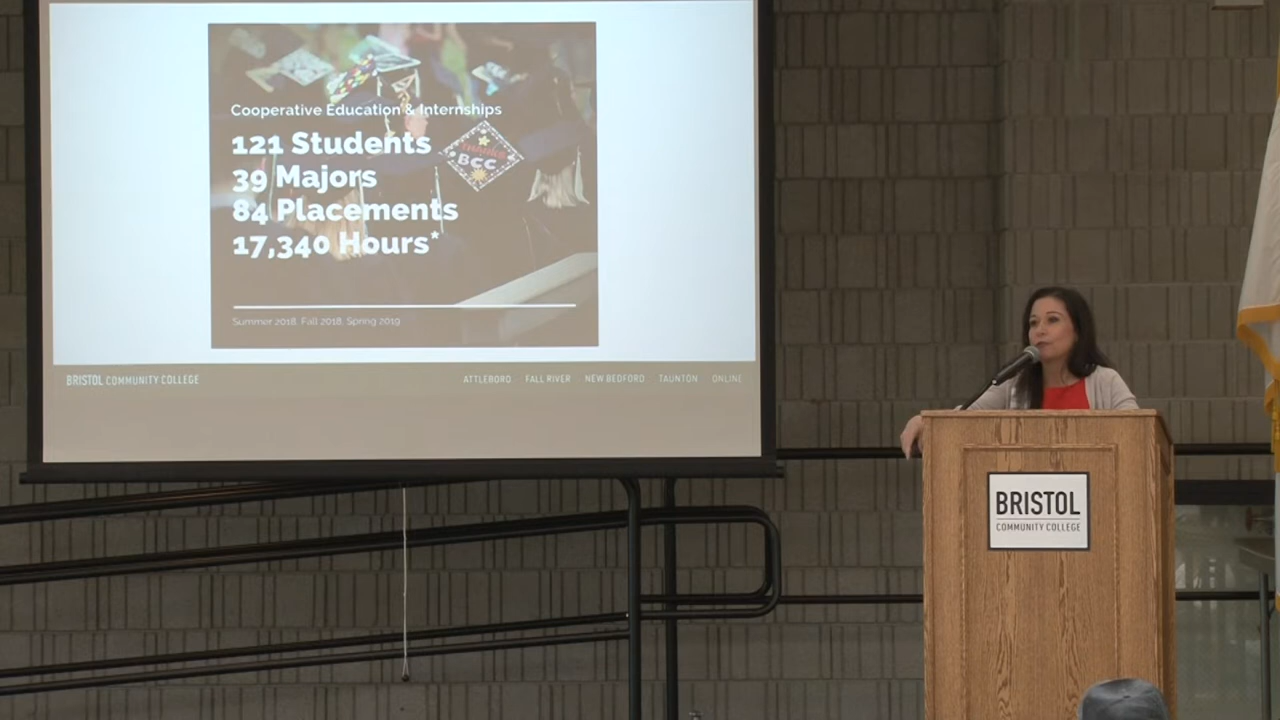 Cooperative Education & Internships
121 Students
39 Majors
84 Placements
17,340 Hours*
BCC
Summer 2018, Fall 2018, Spring 2019
BRISTOL COMMUNITY COLLEGE
ATTLEBORO FALL RIVER NEW BEDFORD TAUNTON ONLINE
BRISTOL
COMMUNITY COLLEGE